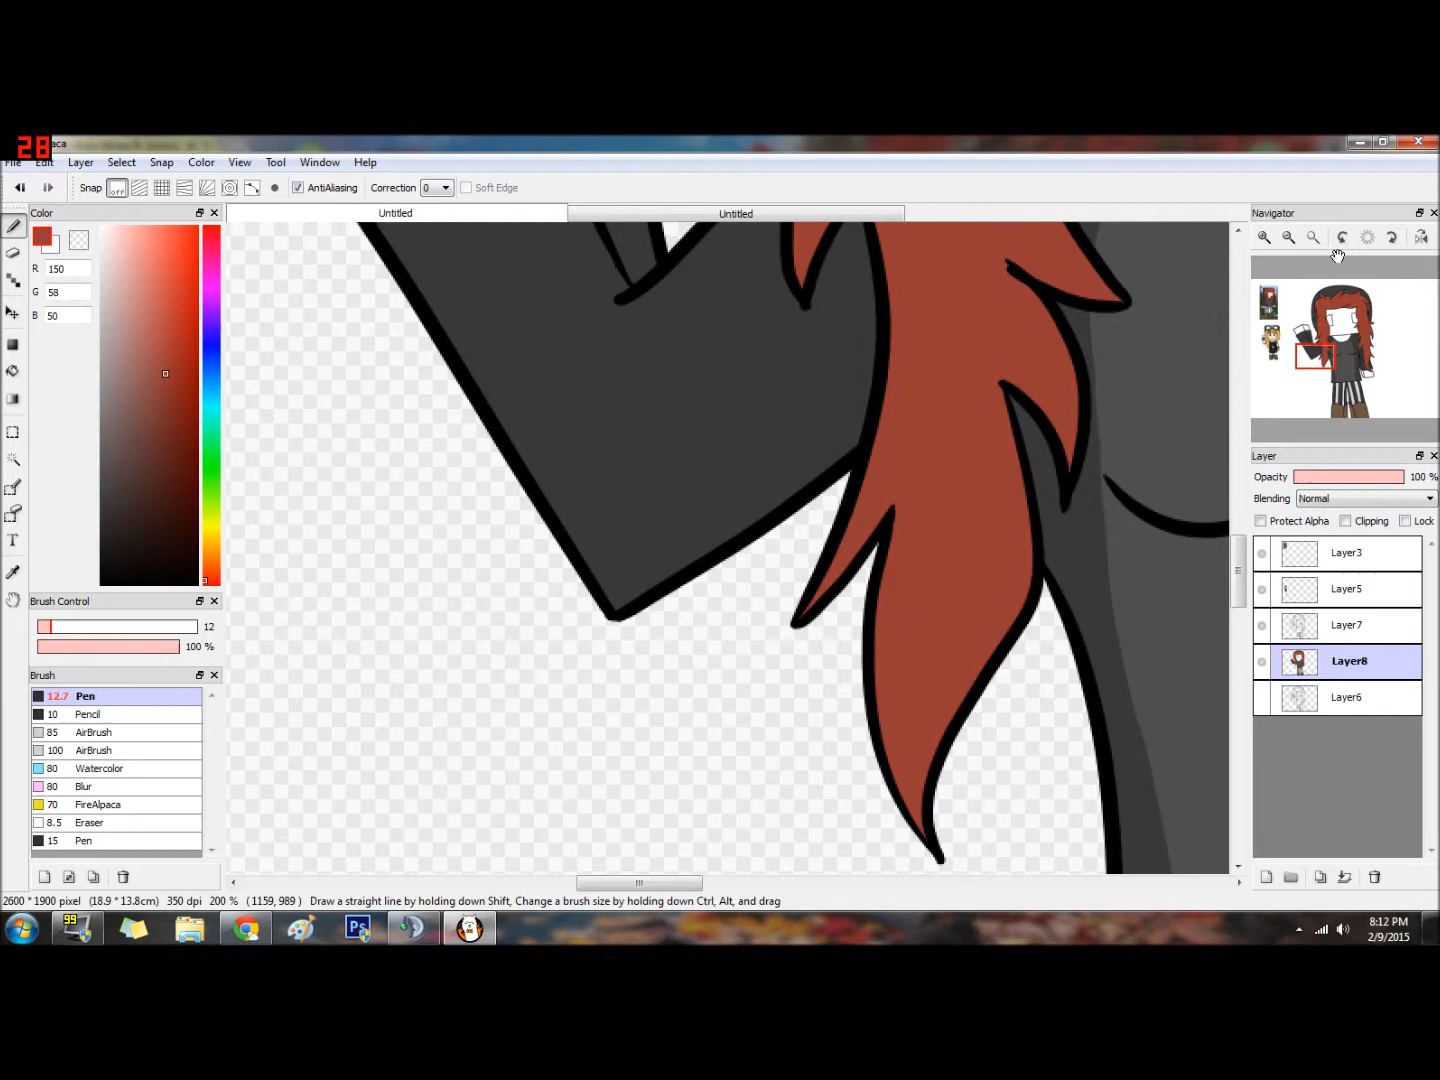 28
paca
File Edit Layer Select Snap Color View Tool Window Help
Snap off AntiAliasing Correction 0 Soft Edge
Color
Untitled
Untitled
Navigator
R 150
G 58
B 50
Layer
Opacity 100 %
Blending Normal
Protect Alpha Clipping Lock
Layer3
Layer5
Layer7
Layer8
Layer6
Brush Control
12
100 %
Brush
12.7 Pen
10 Pencil
85 AirBrush
100 AirBrush
80 Watercolor
80 Blur
70 FireAlpaca
8.5 Eraser
15 Pen
2600 * 1900 pixel (18.9 * 13.8cm) 350 dpi 200 % ( 1159, 989 ) Draw a straight line by holding down Shift, Change a brush size by holding down Ctrl, Alt, and drag
99
Ps
8:12 PM
2/9/2015